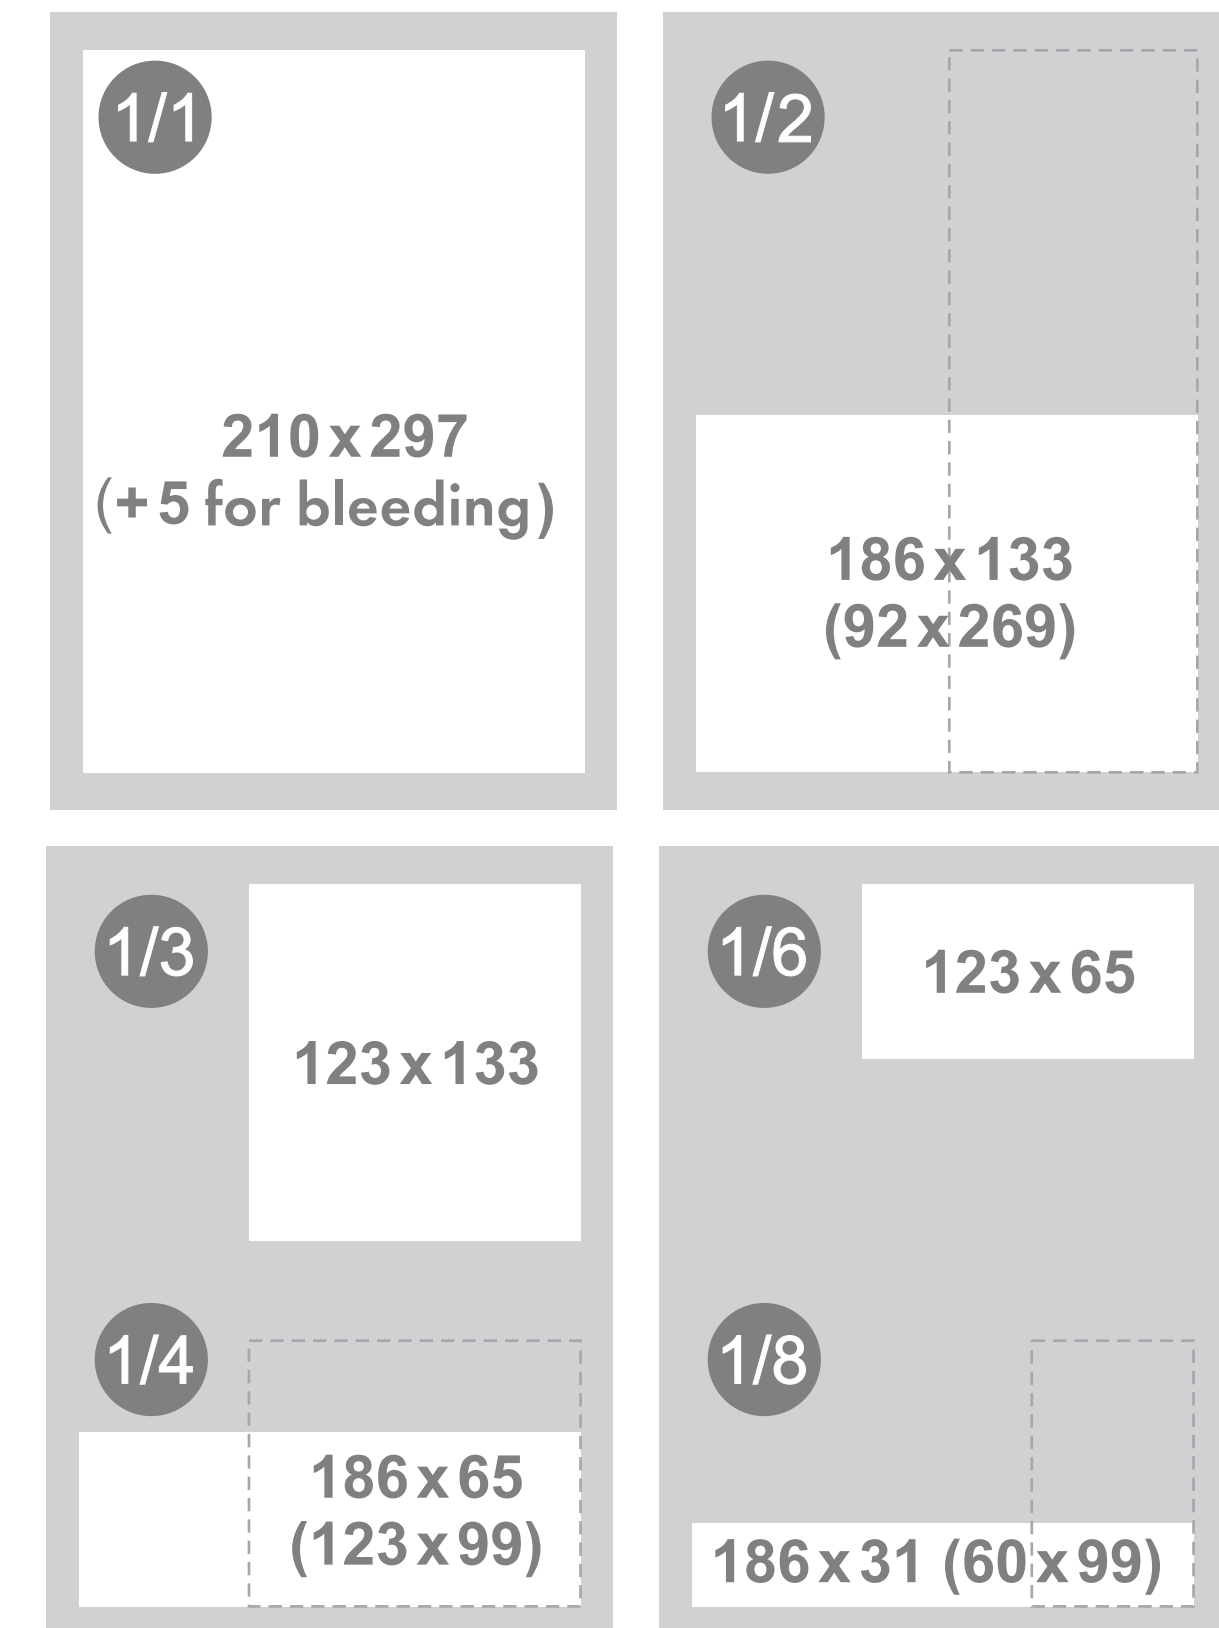 1/1
210 x 297
(+ 5 for bleeding)
1/2
186 x 133
(92 x 269)
1/3
123 x 133
1/6
123 x 65
1/4
186 x 65
(123 x 99)
1/8
186 x 31 (60 x 99)